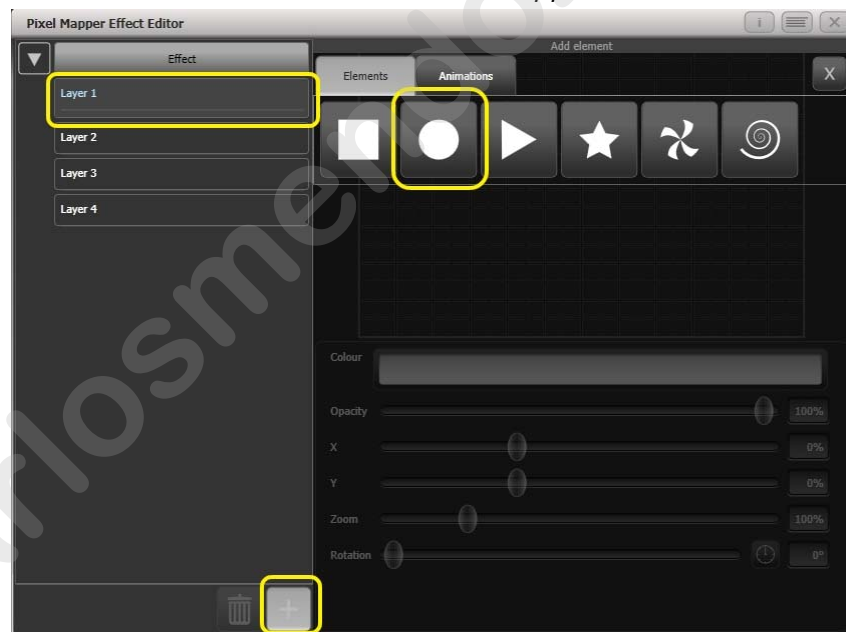 Pixel Mapper Effect Editor
i
X
Effect
Add element
Elements
Animations
X
Layer 1
Layer 2
Layer 3
Layer 4
Colour
Opacity 100%
X 0%
Y 0%
Zoom 100%
Rotation 0°
+